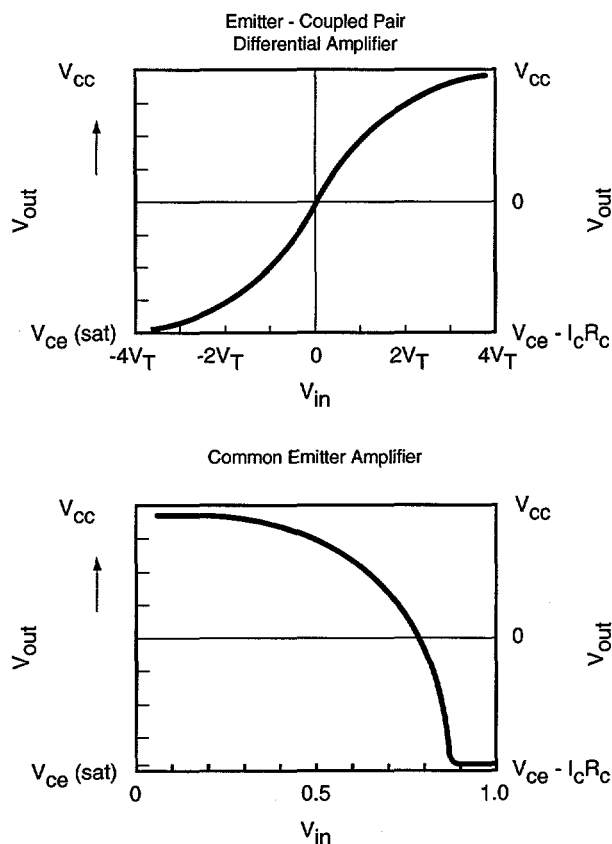 Emitter - Coupled Pair
Differential Amplifier
Vcc
Vcc
Vout
0
Vout
Vce (sat)
Vce - IcRc
-4VT
-2VT
0
2VT
4VT
Vin
Common Emitter Amplifier
Vcc
Vcc
Vout
0
Vout
Vce (sat)
Vce - IcRc
0
0.5
1.0
Vin